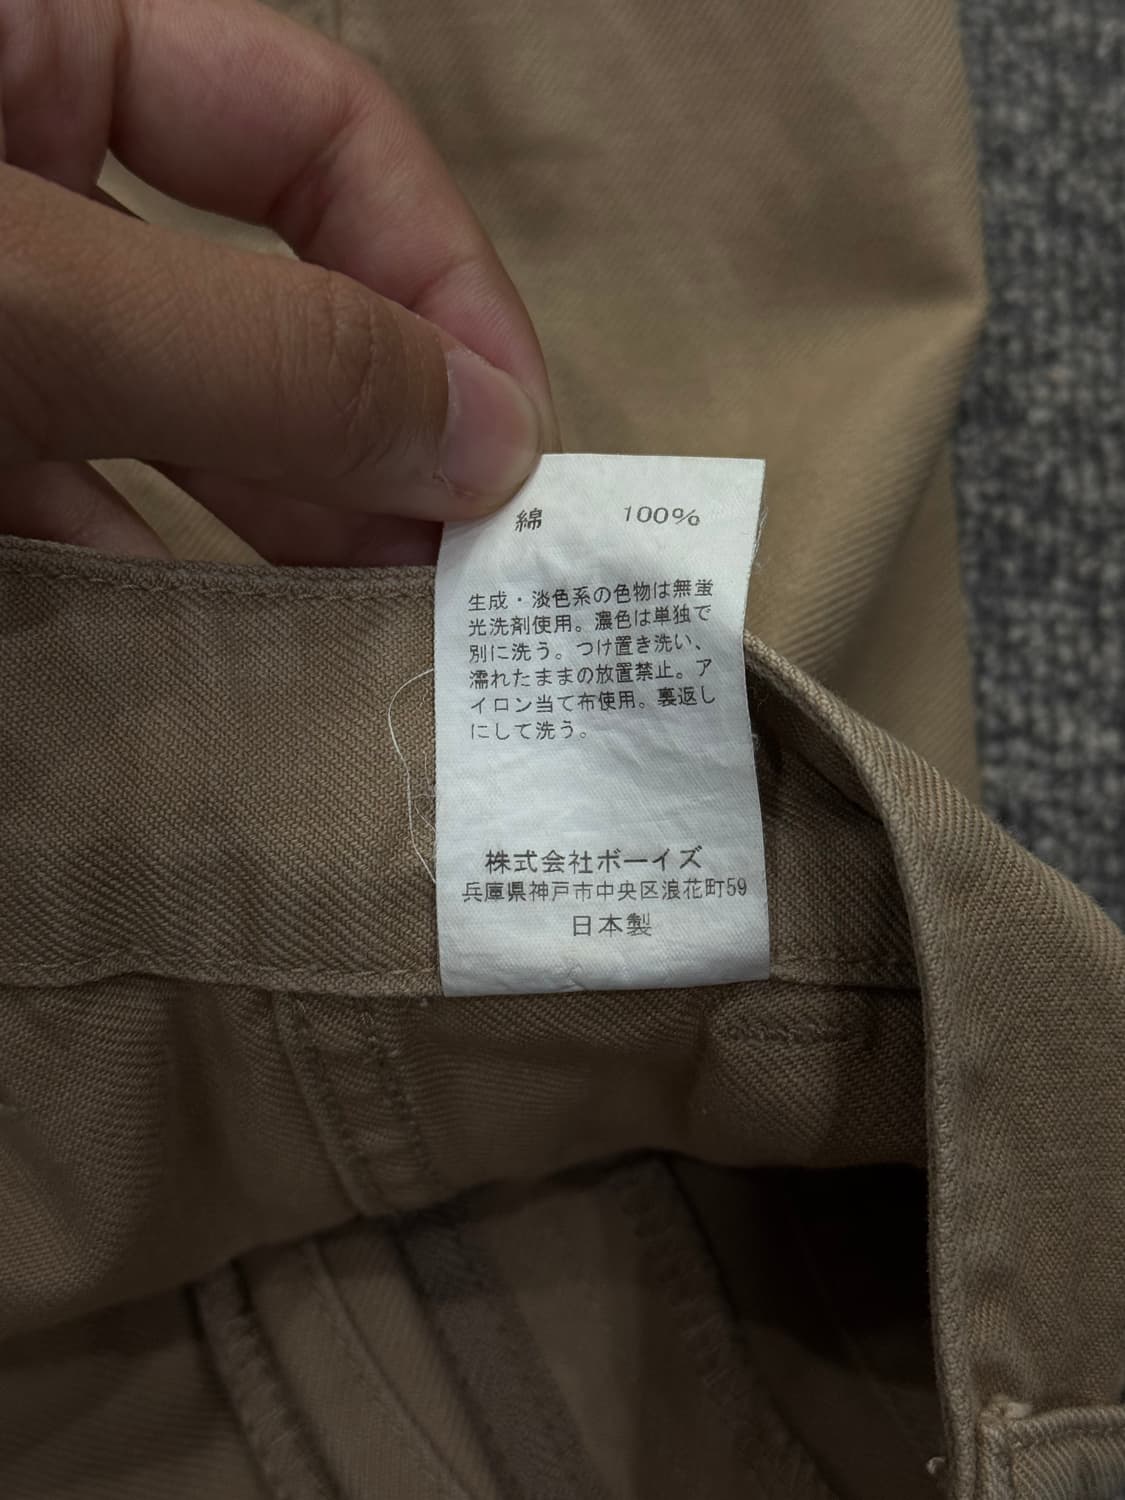 綿 100%
生成・淡色系の色物は無蛍
光洗剤使用。濃色は単独で
別に洗う。つけ置き洗い、
濡れたままの放置禁止。ア
イロン当て布使用。裏返し
にして洗う。
株式会社ボーイズ
兵庫県神戸市中央区浪花町59
日本製